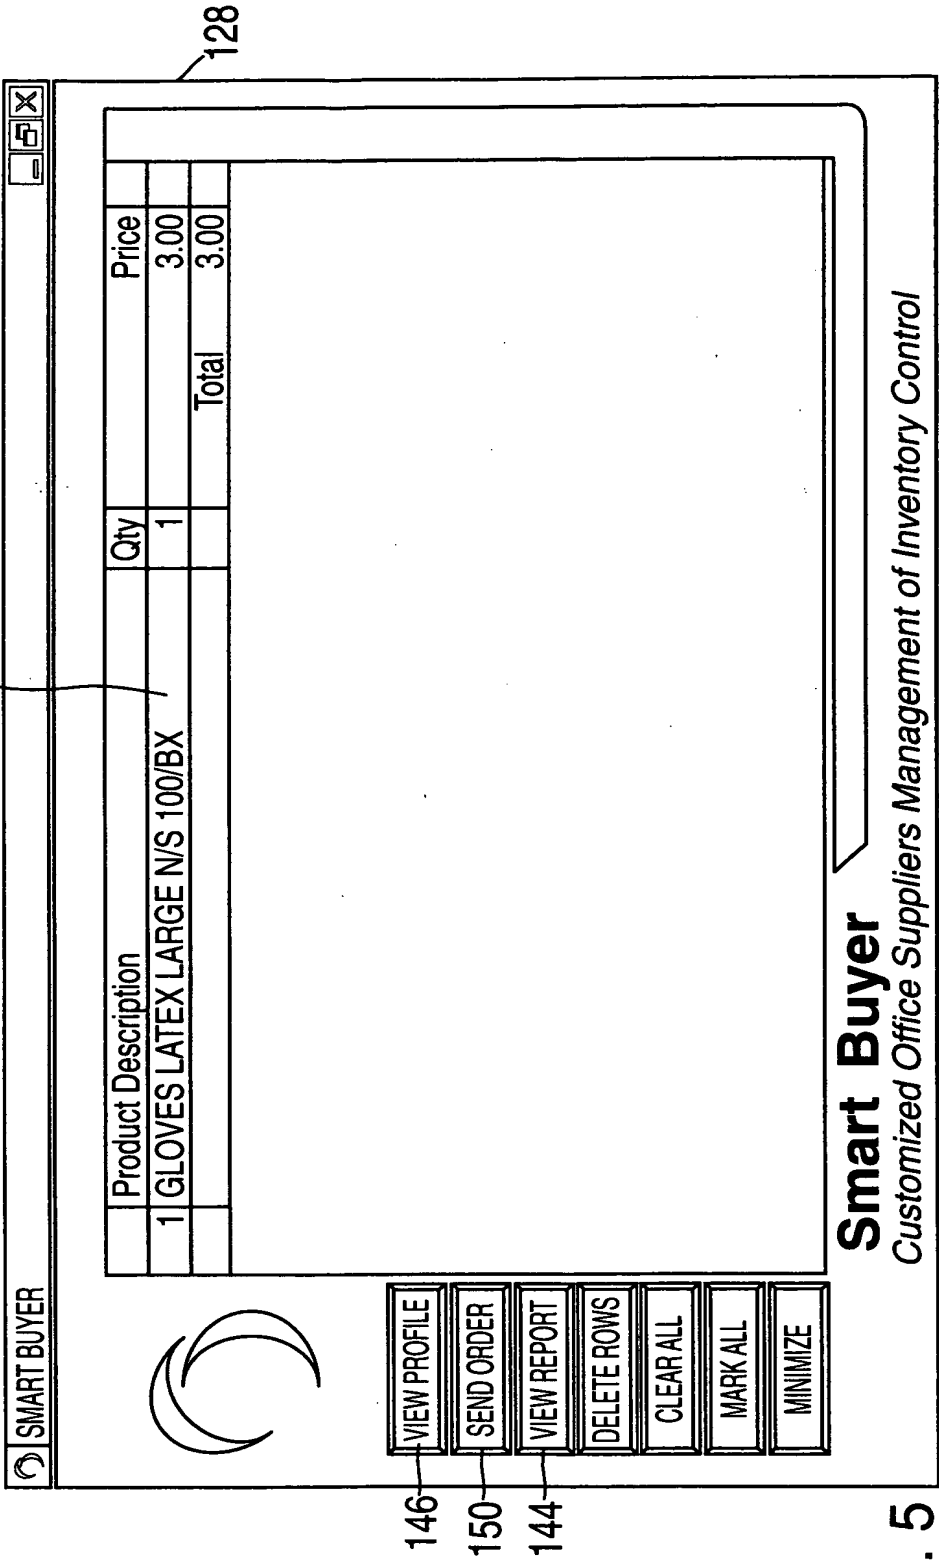 SMART BUYER
128
Product Description Qty Price
1 GLOVES LATEX LARGE N/S 100/BX 1 3.00
Total 3.00
146 VIEW PROFILE
150 SEND ORDER
144 VIEW REPORT
DELETE ROWS
CLEAR ALL
MARK ALL
MINIMIZE
Smart Buyer
Customized Office Suppliers Management of Inventory Control
. 5